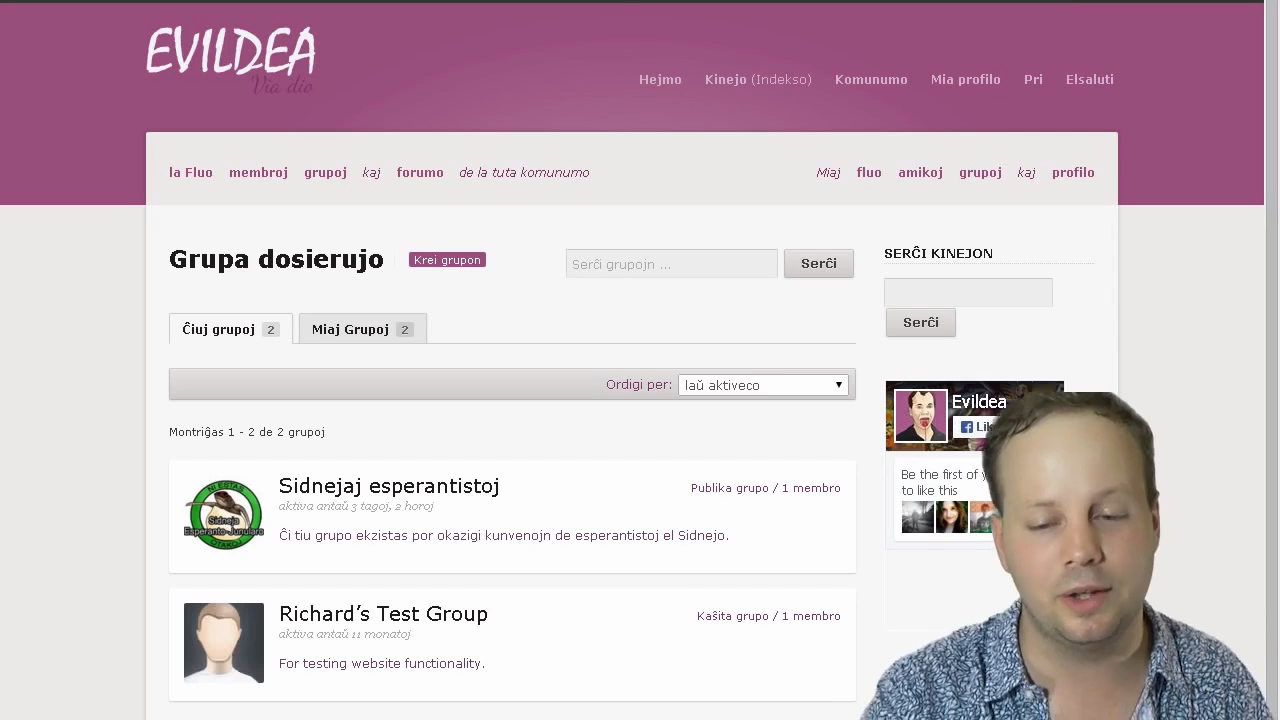 EVILDEA
Via dio
Hejmo Kinejo (Indekso) Komunumo Mia profilo Pri Elsaluti
la Fluo membroj grupoj kaj forumo de la tuta komunumo
Miaj fluo amikoj grupoj kaj profilo
Grupa dosierujo
Krei grupon
Serĉi grupojn ...
Serĉi
SERĈI KINEJON
Serĉi
Ĉiuj grupoj 2
Miaj Grupoj 2
Ordigi per: laŭ aktiveco
Evildea
Montriĝas 1 - 2 de 2 grupoj
Be the first of
to like this
Sidnejaj esperantistoj
Publika grupo / 1 membro
aktiva antaŭ 3 tagoj, 2 horoj
Ĉi tiu grupo ekzistas por okazigi kunvenojn de esperantistoj el Sidnejo.
NI ESTAS
Sidneja
Esperanto-Junularo
Richard’s Test Group
Kaŝita grupo / 1 membro
aktiva antaŭ 11 monatoj
For testing website functionality.